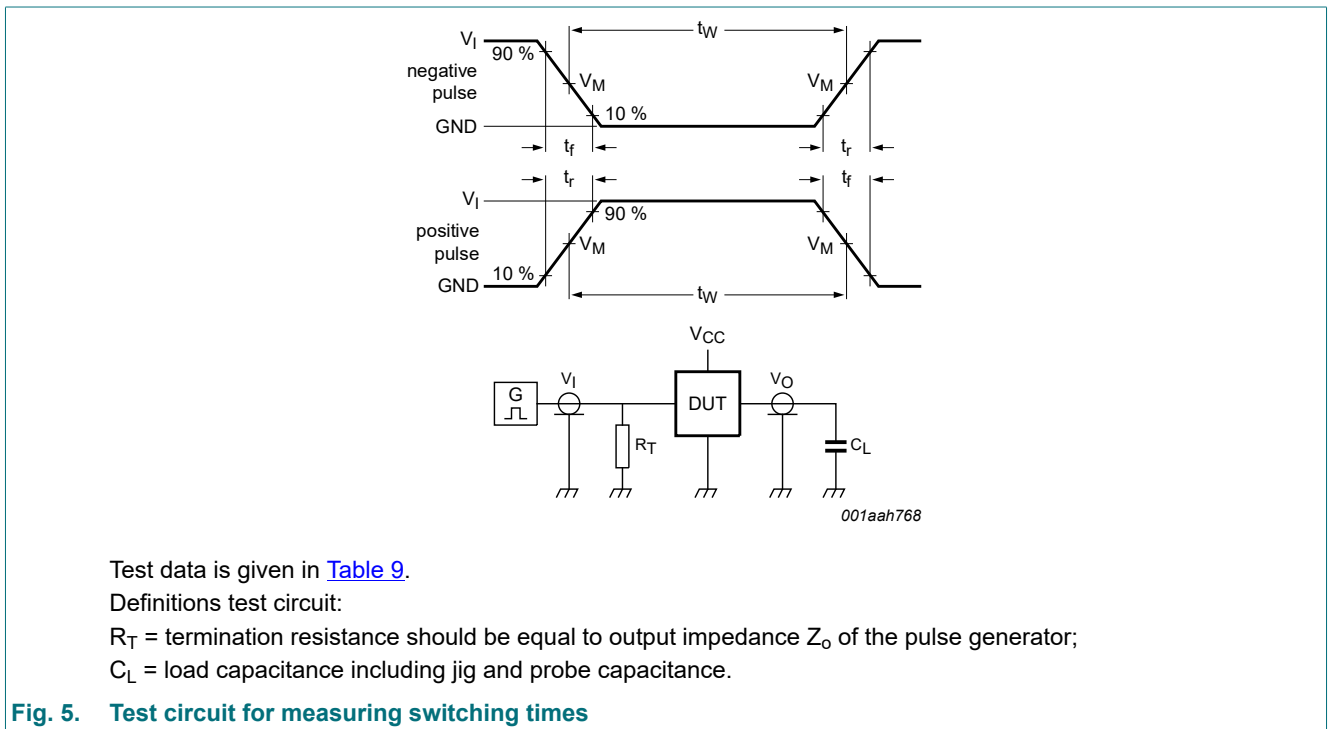 V_I
90 %
t_W
negative
pulse
V_M
V_M
10 %
GND
t_f
t_r
t_r
t_f
V_I
90 %
positive
pulse
V_M
V_M
10 %
GND
t_W
V_CC
G
V_I
DUT
V_O
R_T
C_L
001aah768
Test data is given in Table 9.
Definitions test circuit:
R_T = termination resistance should be equal to output impedance Z_o of the pulse generator;
C_L = load capacitance including jig and probe capacitance.
Fig. 5. Test circuit for measuring switching times